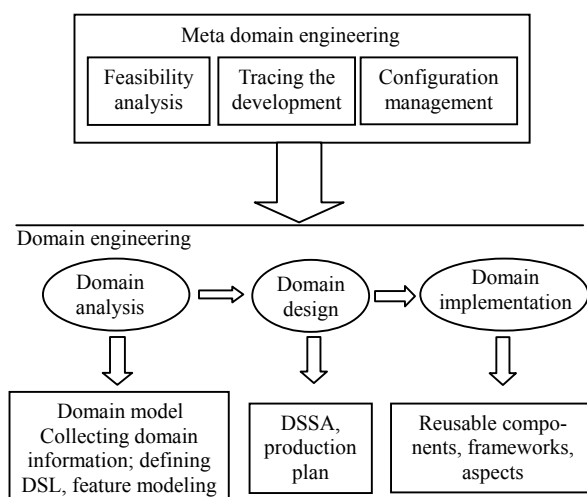 Meta domain engineering
Feasibility
analysis
Tracing the
development
Configuration
management
Domain engineering
Domain
analysis
Domain
design
Domain
implementation
Domain model
Collecting domain
information; defining
DSL, feature modeling
DSSA,
production
plan
Reusable compo-
nents, frameworks,
aspects